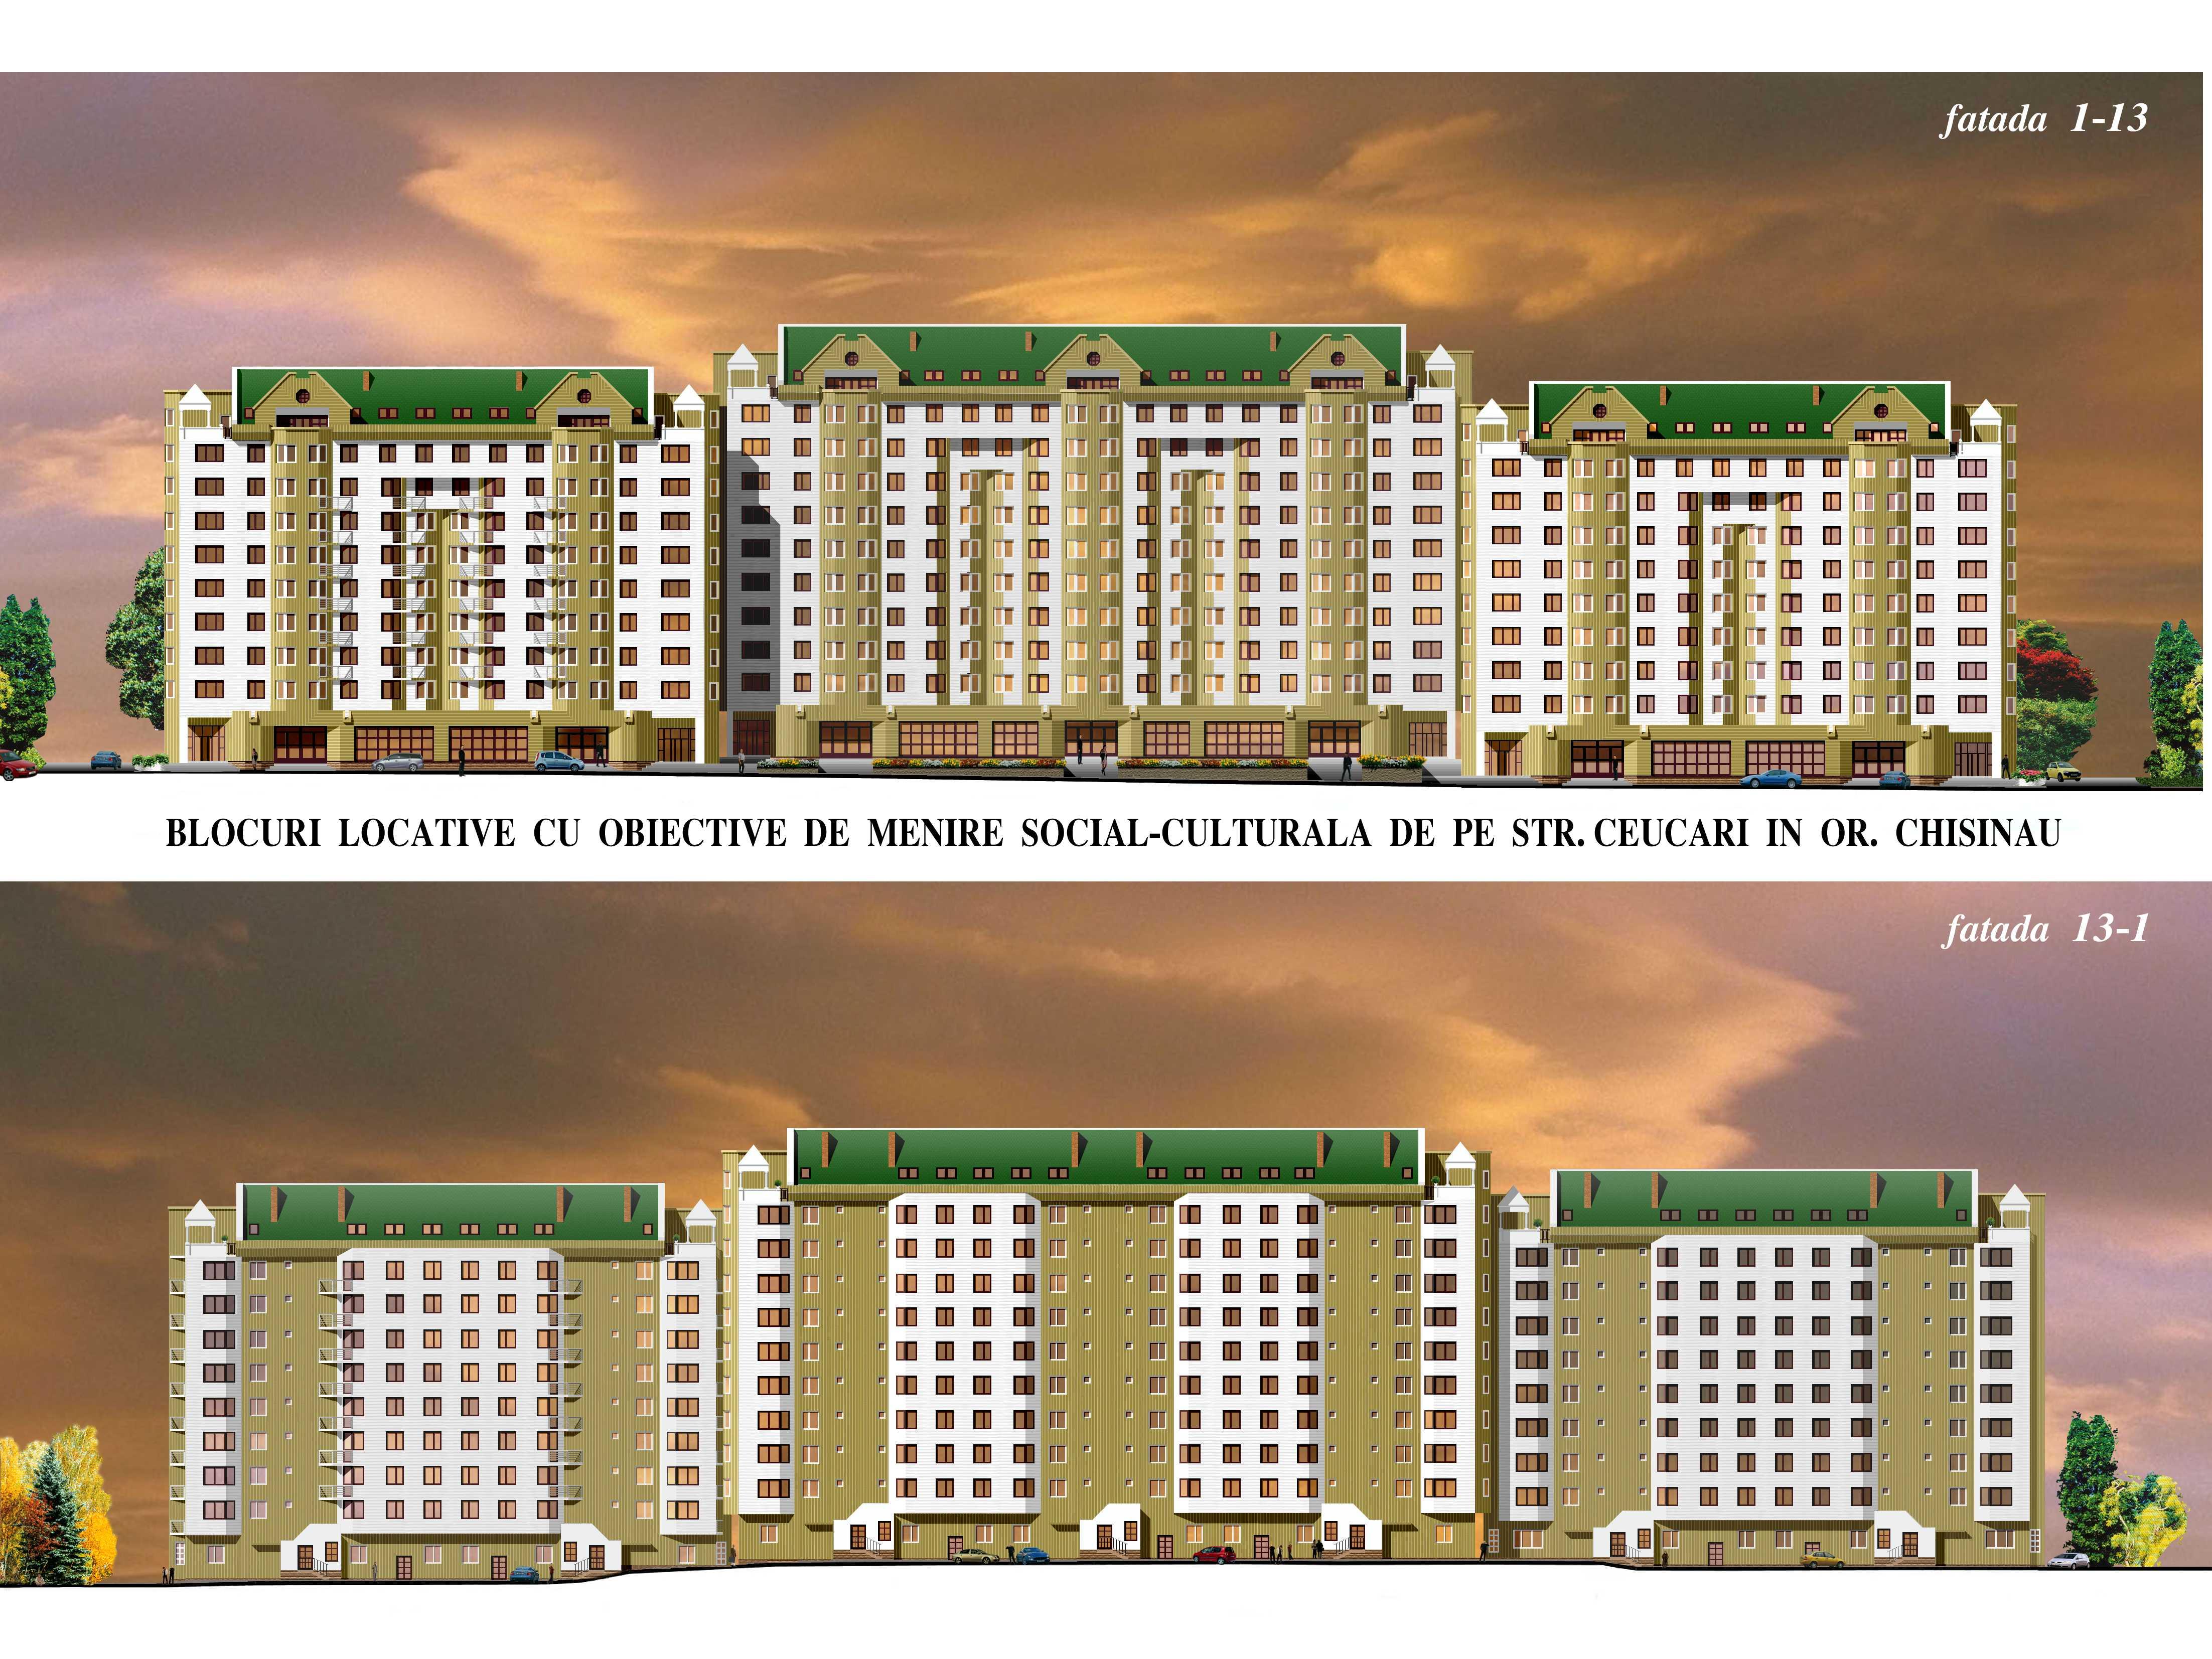 fatada 1-13
BLOCURI LOCATIVE CU OBIECTIVE DE MENIRE SOCIAL-CULTURALA DE PE STR. CEUCARI IN OR. CHISINAU
fatada 13-1